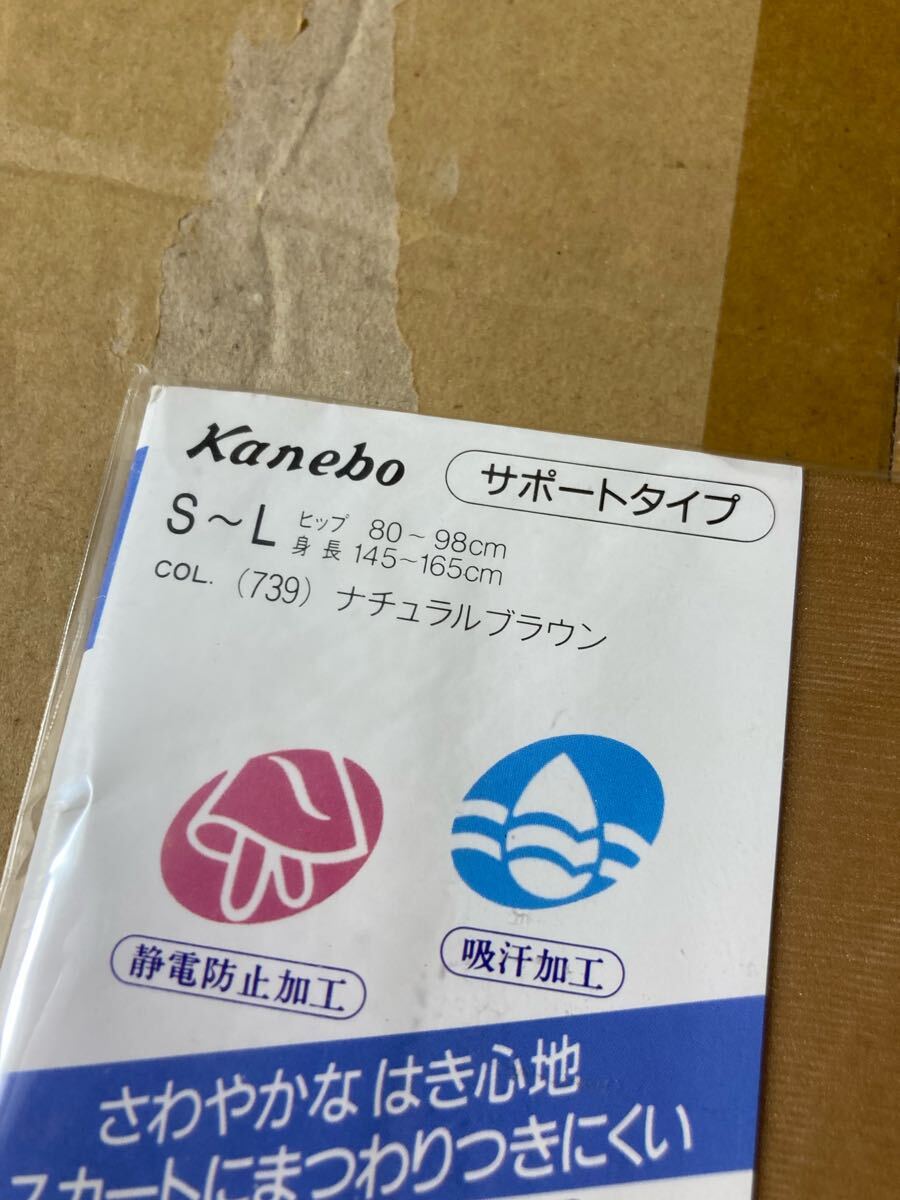 Kanebo サポートタイプ
S~L ヒップ 80~98cm
身長 145~165cm
COL. (739) ナチュラルブラウン
静電防止加工
吸汗加工
さわやかなはき心地
スカートにまつわりつきにくい